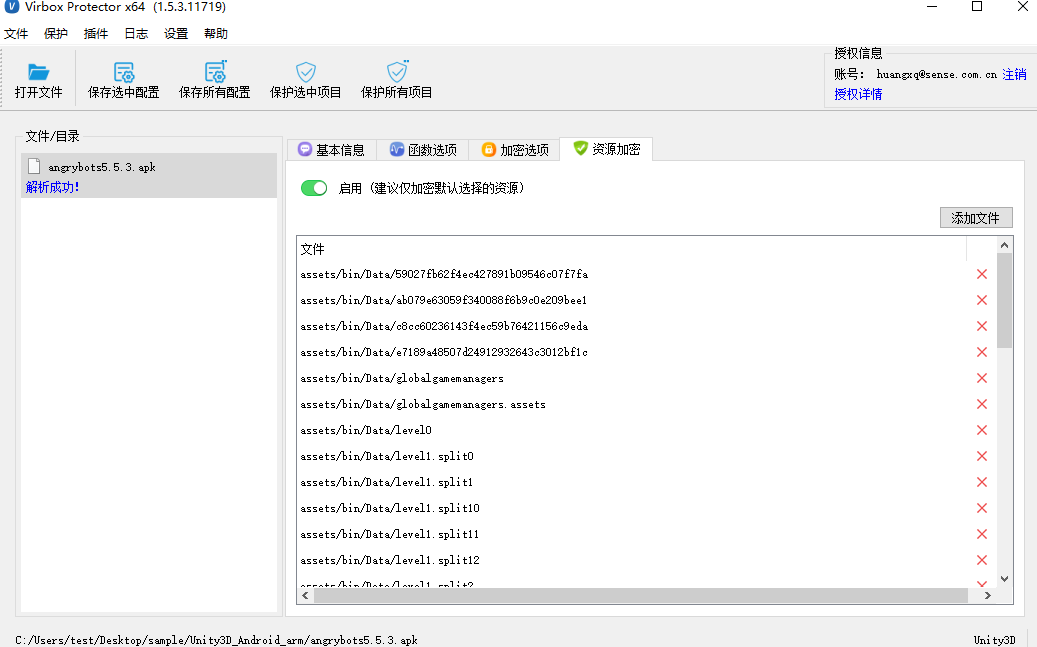 Virbox Protector x64 (1.5.3.11719)
文件 保护 插件 日志 设置 帮助
打开文件 保存选中配置 保存所有配置 保护选中项目 保护所有项目
授权信息
账号: huangxq@sense.com.cn 注销
授权详情
文件/目录
angrybots5.5.3.apk
解析成功!
基本信息 函数选项 加密选项 资源加密
启用 (建议仅加密默认选择的资源)
添加文件
文件
assets/bin/Data/59027fb62f4ec427891b09546c07f7fa
assets/bin/Data/ab079e63059f340088f6b9c0e209bee1
assets/bin/Data/c8cc60236143f4ec59b76421156c9eda
assets/bin/Data/e7189a48507d24912932643c3012bf1c
assets/bin/Data/globalgamemanagers
assets/bin/Data/globalgamemanagers.assets
assets/bin/Data/level0
assets/bin/Data/level1.split0
assets/bin/Data/level1.split1
assets/bin/Data/level1.split10
assets/bin/Data/level1.split11
assets/bin/Data/level1.split12
assets/bin/Data/level1.split2
C:/Users/test/Desktop/sample/Unity3D_Android_arm/angrybots5.5.3.apk
Unity3D